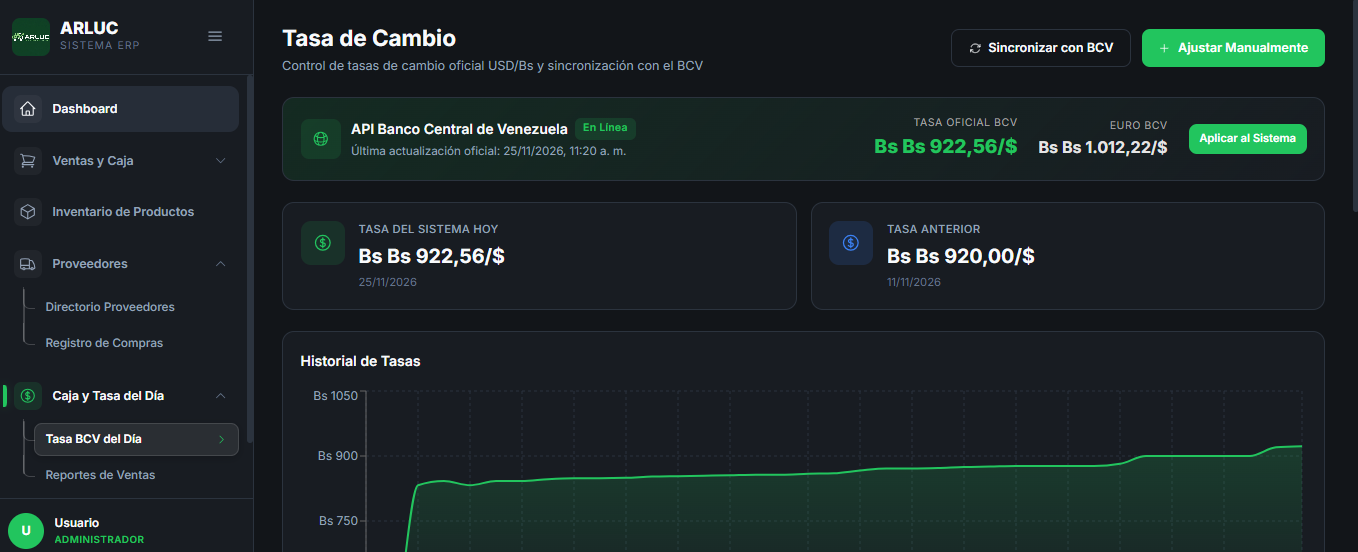 ARLUC
ARLUC
SISTEMA ERP
Dashboard
Ventas y Caja
Inventario de Productos
Proveedores
Directorio Proveedores
Registro de Compras
Caja y Tasa del Día
Tasa BCV del Día
Reportes de Ventas
U
Usuario
ADMINISTRADOR
Tasa de Cambio
Control de tasas de cambio oficial USD/Bs y sincronización con el BCV
Sincronizar con BCV
+ Ajustar Manualmente
API Banco Central de Venezuela En Línea
Última actualización oficial: 25/11/2026, 11:20 a. m.
TASA OFICIAL BCV
Bs Bs 922,56/$
EURO BCV
Bs Bs 1.012,22/$
Aplicar al Sistema
TASA DEL SISTEMA HOY
Bs Bs 922,56/$
25/11/2026
TASA ANTERIOR
Bs Bs 920,00/$
11/11/2026
Historial de Tasas
Bs 1050
Bs 900
Bs 750